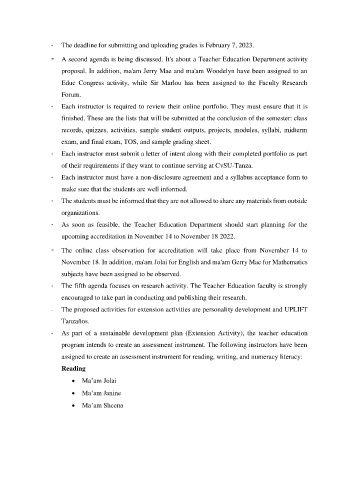 - The deadline for submitting and uploading grades is February 7, 2023.
- A second agenda is being discussed. It's about a Teacher Education Department activity
proposal. In addition, ma'am Jerry Mae and ma'am Woodelyn have been assigned to an
Educ Congress activity, while Sir Marlou has been assigned to the Faculty Research
Forum.
- Each instructor is required to review their online portfolio. They must ensure that it is
finished. These are the lists that will be submitted at the conclusion of the semester: class
records, quizzes, activities, sample student outputs, projects, modules, syllabi, midterm
exam, and final exam, TOS, and sample grading sheet.
- Each instructor must submit a letter of intent along with their completed portfolio as part
of their requirements if they want to continue serving at CvSU-Tanza.
- Each instructor must have a non-disclosure agreement and a syllabus acceptance form to
make sure that the students are well informed.
- The students must be informed that they are not allowed to share any materials from outside
organizations.
- As soon as feasible, the Teacher Education Department should start planning for the
upcoming accreditation in November 14 to November 18 2022.
- The online class observation for accreditation will take place from November 14 to
November 18. In addition, ma'am Jolai for English and ma'am Gerry Mae for Mathematics
subjects have been assigned to be observed.
- The fifth agenda focuses on research activity. The Teacher Education faculty is strongly
encouraged to take part in conducting and publishing their research.
- The proposed activities for extension activities are personality development and UPLIFT
Tanzaños.
- As part of a sustainable development plan (Extension Activity), the teacher education
program intends to create an assessment instrument. The following instructors have been
assigned to create an assessment instrument for reading, writing, and numeracy literacy:
Reading
• Ma'am Jolai
• Ma'am Janine
• Ma'am Sheena